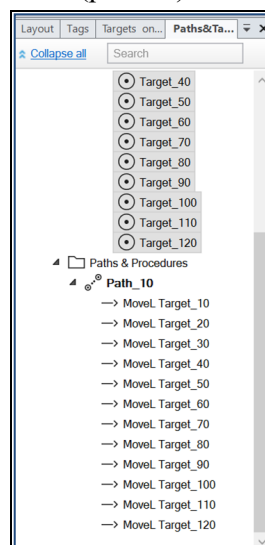 Layout Tags Targets on... Paths&Ta...
Collapse all Search
Target_40
Target_50
Target_60
Target_70
Target_80
Target_90
Target_100
Target_110
Target_120
Paths & Procedures
Path_10
MoveL Target_10
MoveL Target_20
MoveL Target_30
MoveL Target_40
MoveL Target_50
MoveL Target_60
MoveL Target_70
MoveL Target_80
MoveL Target_90
MoveL Target_100
MoveL Target_110
MoveL Target_120